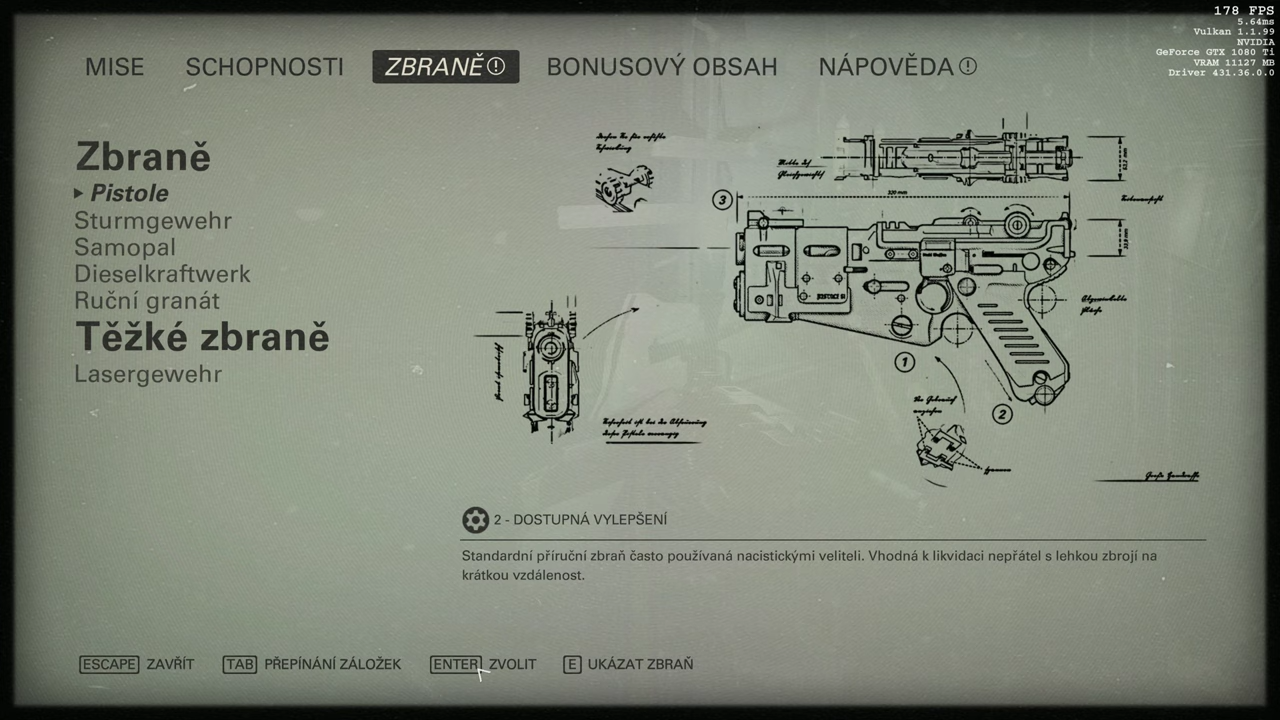 178 FPS
5.64ms
Vulkan 1.1.99
NVIDIA
GeForce GTX 1080 Ti
VRAM 11127 MB
Driver 431.36.0.0
MISE SCHOPNOSTI ZBRANĚ BONUSOVÝ OBSAH NÁPOVĚDA
Zbraně
Pistole
Sturmgewehr
Samopal
Dieselkraftwerk
Ruční granát
Těžké zbraně
Lasergewehr
3
1
2
2 - DOSTUPNÁ VYLEPŠENÍ
Standardní příruční zbraň často používaná nacistickými veliteli. Vhodná k likvidaci nepřátel s lehkou zbrojí na
krátkou vzdálenost.
ESCAPE ZAVŘÍT TAB PŘEPÍNÁNÍ ZÁLOŽEK ENTER ZVOLIT E UKÁZAT ZBRAŇ